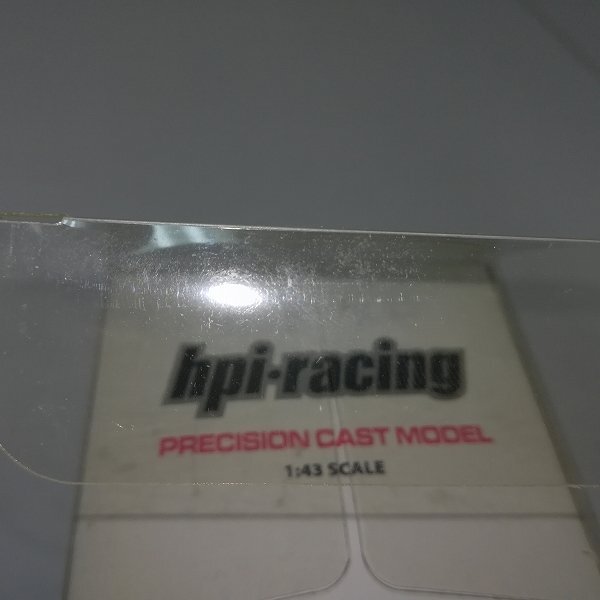 hpi·racing
PRECISION CAST MODEL
1:43 SCALE